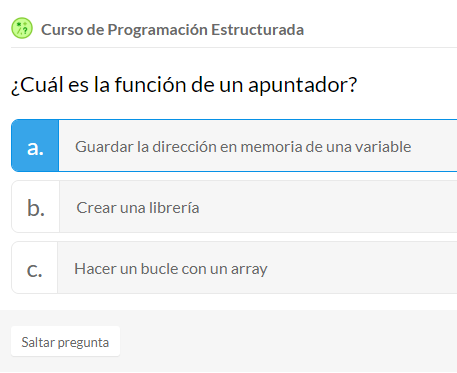 Curso de Programación Estructurada
¿Cuál es la función de un apuntador?
a. Guardar la dirección en memoria de una variable
b. Crear una librería
c. Hacer un bucle con un array
Saltar pregunta